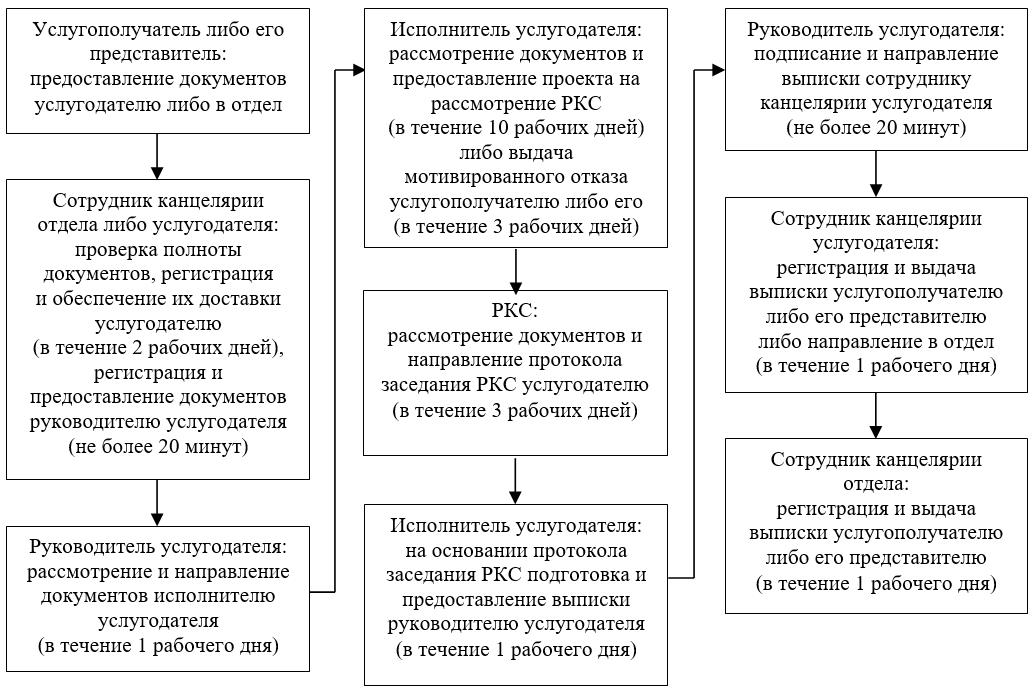 Услугополучатель либо его
представитель:
предоставление документов
услугодателю либо в отдел
Сотрудник канцелярии
отдела либо услугодателя:
проверка полноты
документов, регистрация
и обеспечение их доставки
услугодателю
(в течение 2 рабочих дней),
регистрация и
предоставление документов
руководителю услугодателя
(не более 20 минут)
Руководитель услугодателя:
рассмотрение и направление
документов исполнителю
услугодателя
(в течение 1 рабочего дня)
Исполнитель услугодателя:
рассмотрение документов и
предоставление проекта на
рассмотрение РКС
(в течение 10 рабочих дней)
либо выдача
мотивированного отказа
услугополучателю либо его
(в течение 3 рабочих дней)
РКС:
рассмотрение документов и
направление протокола
заседания РКС услугодателю
(в течение 3 рабочих дней)
Исполнитель услугодателя:
на основании протокола
заседания РКС подготовка и
предоставление выписки
руководителю услугодателя
(в течение 1 рабочего дня)
Руководитель услугодателя:
подписание и направление
выписки сотруднику
канцелярии услугодателя
(не более 20 минут)
Сотрудник канцелярии
услугодателя:
регистрация и выдача
выписки услугополучателю
либо его представителю
либо направление в отдел
(в течение 1 рабочего дня)
Сотрудник канцелярии
отдела:
регистрация и выдача
выписки услугополучателю
либо его представителю
(в течение 1 рабочего дня)